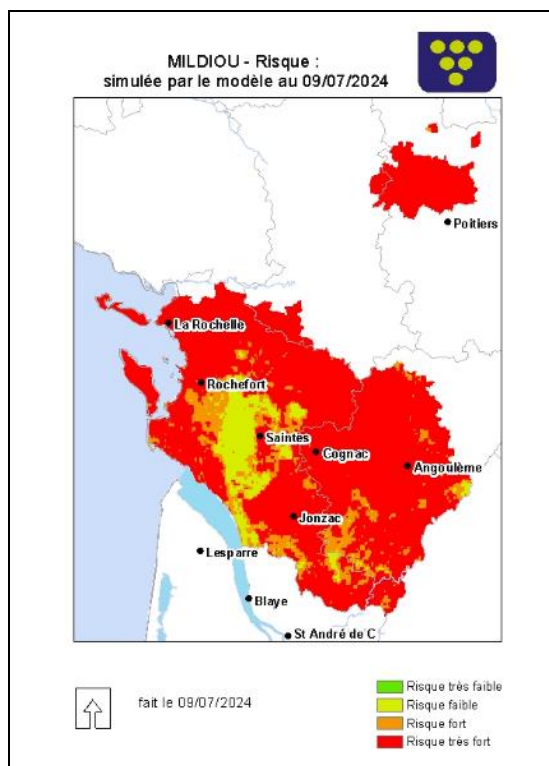 MILDIOU - Risque :
simulée par le modèle au 09/07/2024
Poitiers
La Rochelle
Rochefort
Saintes
Cognac
Angoulême
Jonzac
Lesparre
Blaye
St André de C
fait le 09/07/2024
Risque très faible
Risque faible
Risque fort
Risque très fort